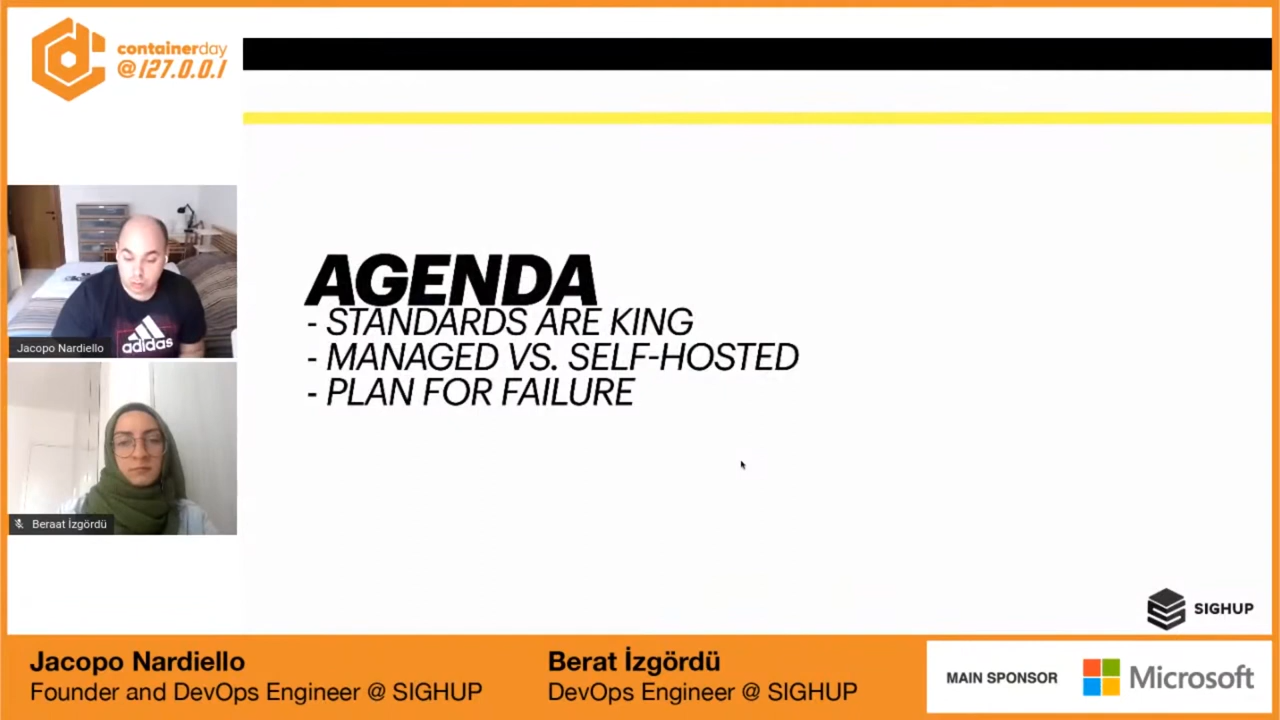 containerday
@127.0.0.1
Jacopo Nardiello
adidas
Beraat İzgördü
AGENDA
- STANDARDS ARE KING
- MANAGED VS. SELF-HOSTED
- PLAN FOR FAILURE
SIGHUP
Jacopo Nardiello
Founder and DevOps Engineer @ SIGHUP
Berat İzgördü
DevOps Engineer @ SIGHUP
MAIN SPONSOR
Microsoft